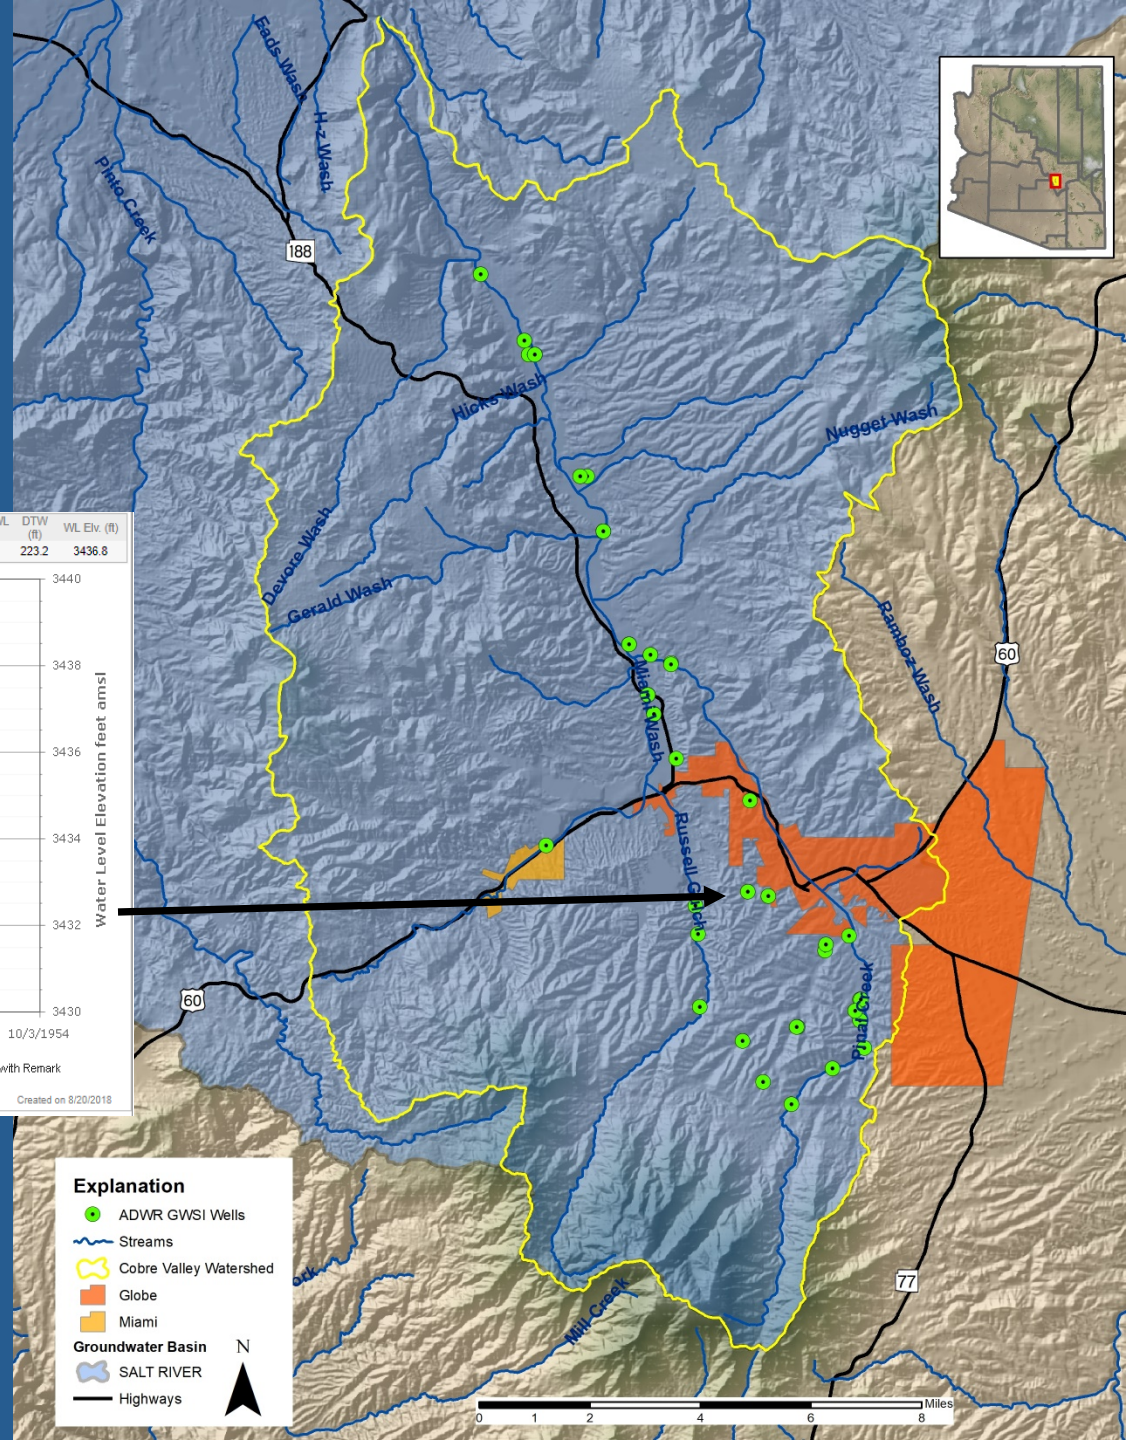 Eads Wash
H-z Wash
Pinto Creek
188
Hicks Wash
Nugget Wash
Devore Wash
Gerald Wash
DTW
(ft)
WL Elv. (ft)
223.2
3436.8
3440
3438
3436
3434
3432
3430
Water Level Elevation feet amsl
10/3/1954
with Remark
Created on 8/20/2018
Ramboz Wash
60
Miami Wash
Russell Gulch
Pinal Creek
60
77
Mill Creek
Explanation
ADWR GWSI Wells
Streams
Cobre Valley Watershed
Globe
Miami
Groundwater Basin
N
SALT RIVER
Highways
0 1 2 4 6 8
Miles